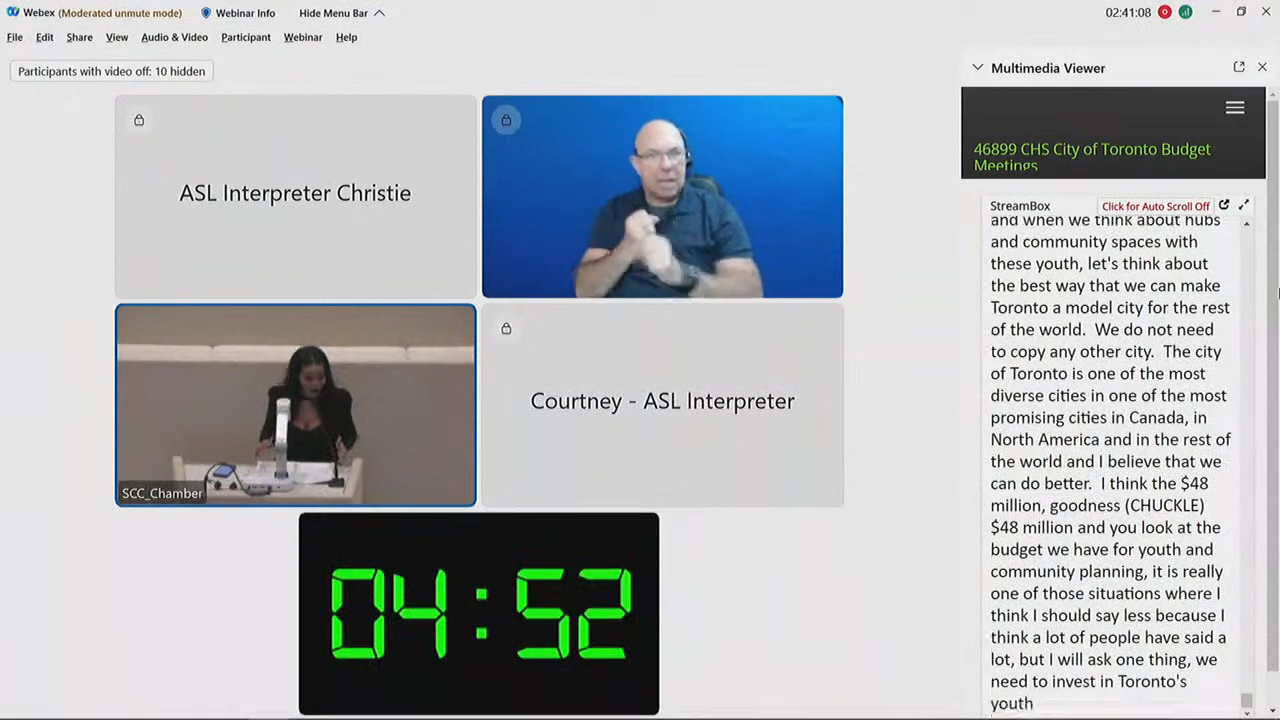 Webex (Moderated unmute mode) Webinar Info Hide Menu Bar 02:41:08
File Edit Share View Audio & Video Participant Webinar Help
Participants with video off: 10 hidden
ASL Interpreter Christie
SCC_Chamber
Courtney - ASL Interpreter
04:52
Multimedia Viewer
46899 CHS City of Toronto Budget
Meetings
StreamBox Click for Auto Scroll Off
and when we think about hubs
and community spaces with
these youth, let's think about
the best way that we can make
Toronto a model city for the rest
of the world. We do not need
to copy any other city. The city
of Toronto is one of the most
diverse cities in one of the most
promising cities in Canada, in
North America and in the rest of
the world and I believe that we
can do better. I think the $48
million, goodness (CHUCKLE)
$48 million and you look at the
budget we have for youth and
community planning, it is really
one of those situations where I
think I should say less because I
think a lot of people have said a
lot, but I will ask one thing, we
need to invest in Toronto's
youth